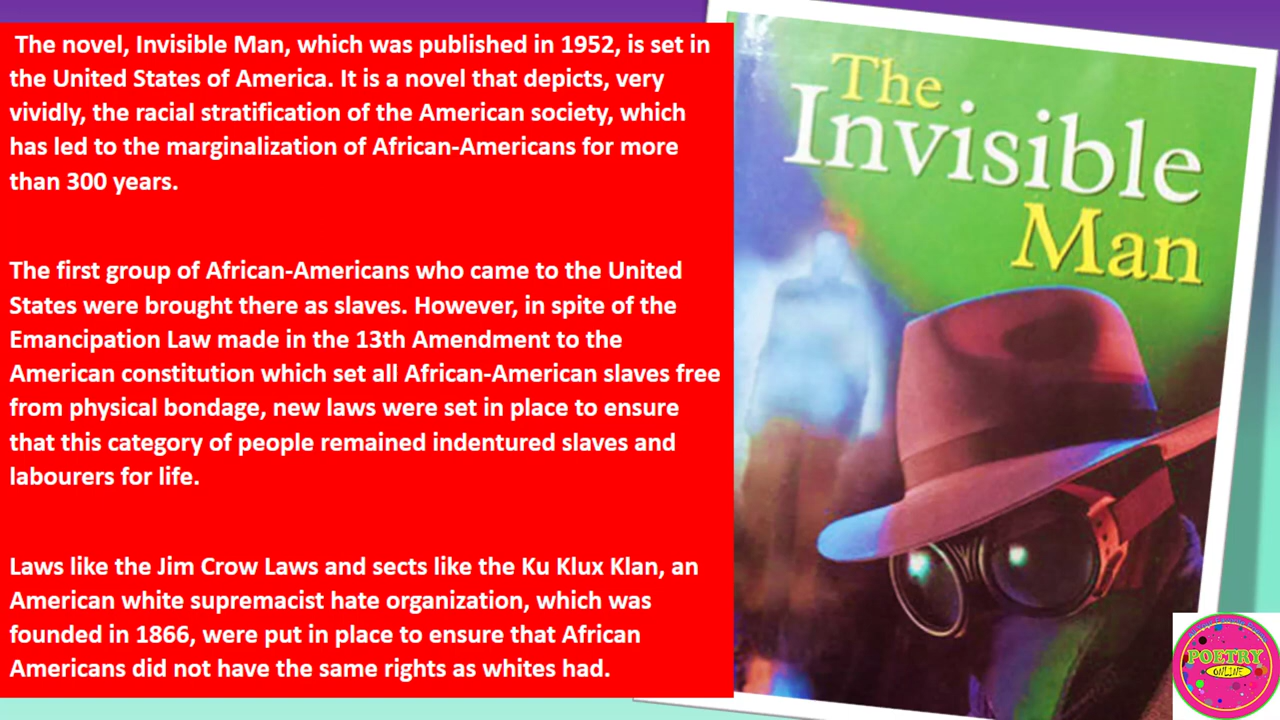 The novel, Invisible Man, which was published in 1952, is set in
the United States of America. It is a novel that depicts, very
vividly, the racial stratification of the American society, which
has led to the marginalization of African-Americans for more
than 300 years.
The first group of African-Americans who came to the United
States were brought there as slaves. However, in spite of the
Emancipation Law made in the 13th Amendment to the
American constitution which set all African-American slaves free
from physical bondage, new laws were set in place to ensure
that this category of people remained indentured slaves and
labourers for life.
Laws like the Jim Crow Laws and sects like the Ku Klux Klan, an
American white supremacist hate organization, which was
founded in 1866, were put in place to ensure that African
Americans did not have the same rights as whites had.
The
Invisible
Man
POETRY
ONLINE